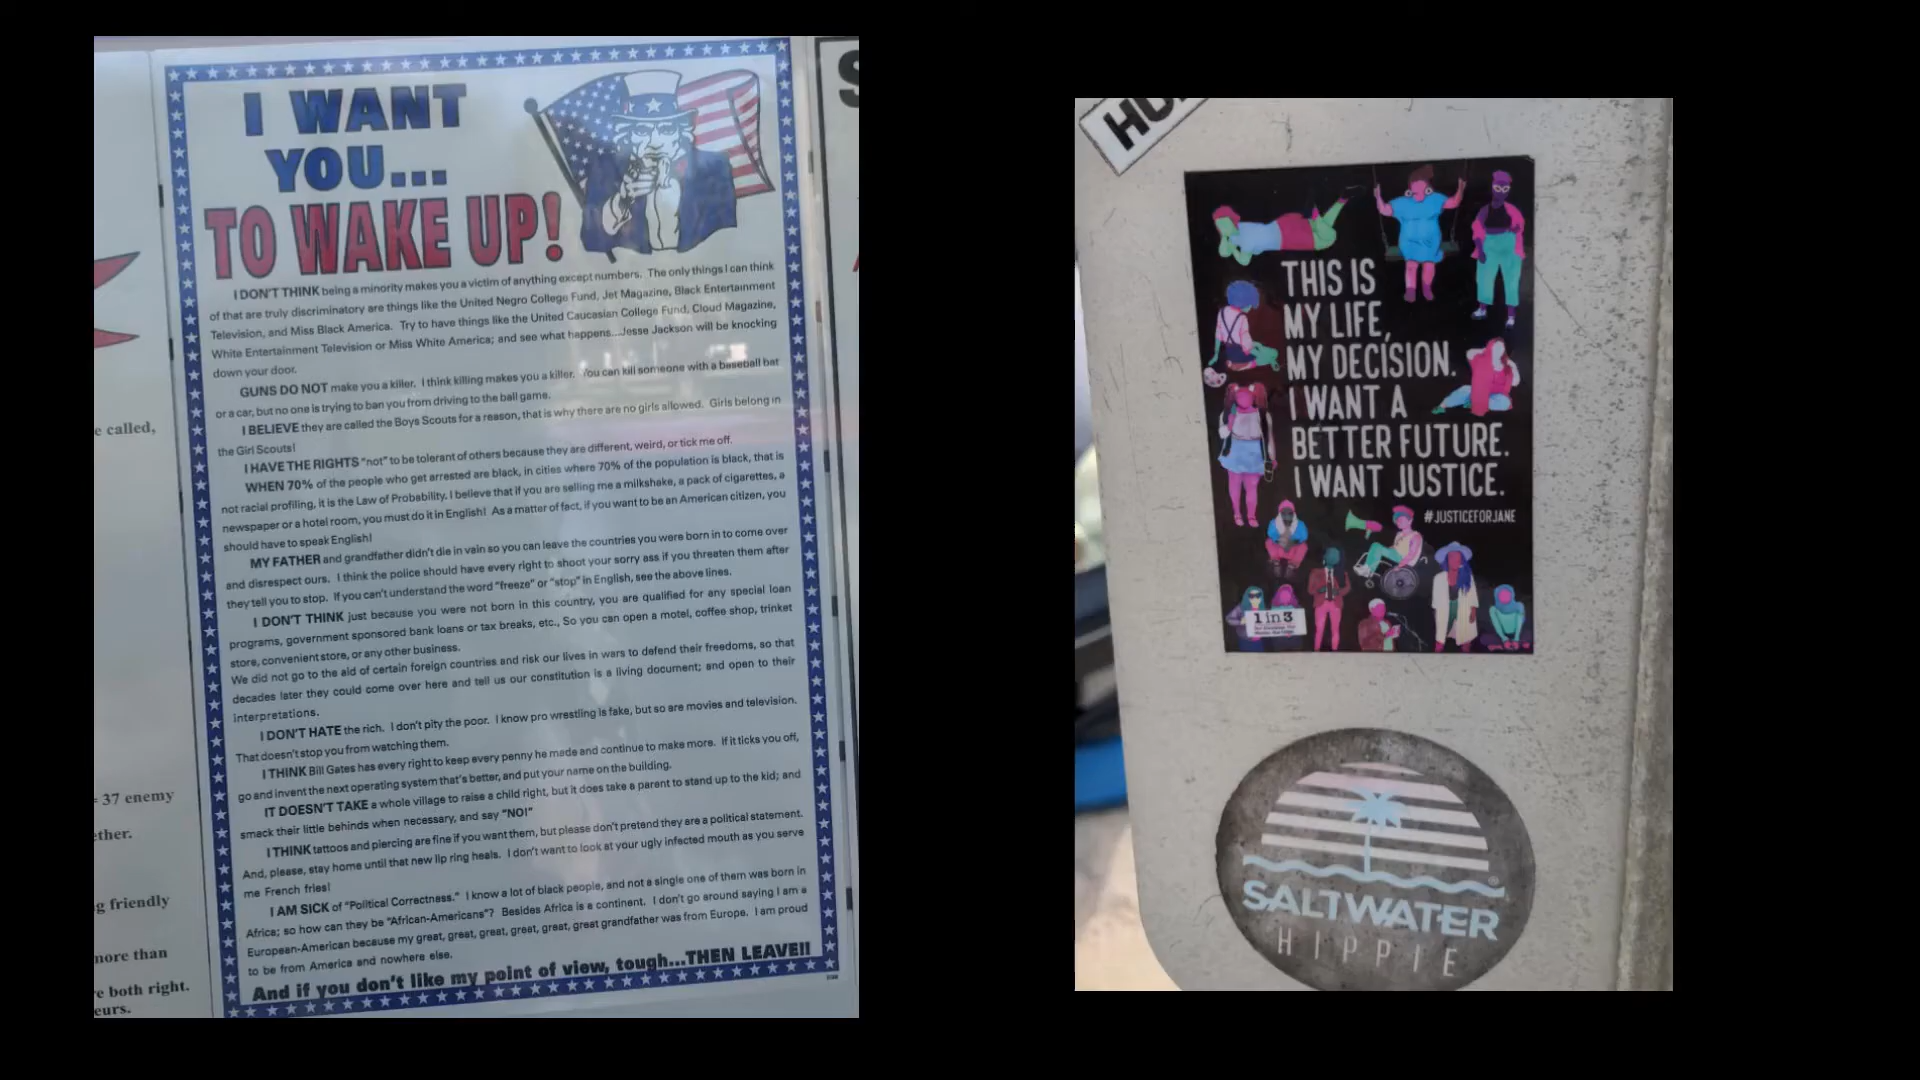 I WANT
YOU...
TO WAKE UP!
I DON'T THINK being a minority makes you a victim of anything except numbers. The only things I can think
of that are truly discriminatory are things like the United Negro College Fund, Jet Magazine, Black Entertainment
Television, and Miss Black America. Try to have things like the United Caucasian College Fund, Cloud Magazine,
White Entertainment Television or Miss White America; and see what happens....Jesse Jackson will be knocking
down your door.
GUNS DO NOT make you a killer. I think killing makes you a killer. You can kill someone with a baseball bat
or a car, but no one is trying to ban you from driving to the ball game.
I BELIEVE they are called the Boys Scouts for a reason, that is why there are no girls allowed. Girls belong in
the Girl Scouts!
I HAVE THE RIGHTS "not" to be tolerant of others because they are different, weird, or tick me off.
WHEN 70% of the people who get arrested are black, in cities where 70% of the population is black, that is
not racial profiling, it is the Law of Probability. I believe that if you are selling me a milkshake, a pack of cigarettes, a
newspaper or a hotel room, you must do it in English! As a matter of fact, if you want to be an American citizen, you
should have to speak English!
MY FATHER and grandfather didn't die in vain so you can leave the countries you were born in to come over
and disrespect ours. I think the police should have every right to shoot your sorry ass if you threaten them after
they tell you to stop. If you can't understand the word "freeze" or "stop" in English, see the above lines.
I DON'T THINK just because you were not born in this country, you are qualified for any special loan
programs, government sponsored bank loans or tax breaks, etc., So you can open a motel, coffee shop, trinket
store, convenient store, or any other business.
We did not go to the aid of certain foreign countries and risk our lives in wars to defend their freedoms, so that
decades later they could come over here and tell us our constitution is a living document; and open to their
interpretations.
I DON'T HATE the rich. I don't pity the poor. I know pro wrestling is fake, but so are movies and television.
That doesn't stop you from watching them.
I THINK Bill Gates has every right to keep every penny he made and continue to make more. If it ticks you off,
go and invent the next operating system that's better, and put your name on the building.
IT DOESN'T TAKE a whole village to raise a child right, but it does take a parent to stand up to the kid; and
smack their little behinds when necessary, and say "NO!"
I THINK tattoos and piercing are fine if you want them, but please don't pretend they are a political statement.
And, please, stay home until that new lip ring heals. I don't want to look at your ugly infected mouth as you serve
me French fries!
I AM SICK of "Political Correctness." I know a lot of black people, and not a single one of them was born in
Africa; so how can they be "African-Americans"? Besides Africa is a continent. I don't go around saying I am a
European-American because my great, great, great, great, great, great grandfather was from Europe. I am proud
to be from America and nowhere else.
And if you don't like my point of view, tough...THEN LEAVE!!
e called,
37 enemy
ether.
g friendly
more than
e both right.
eurs.
S
HU
THIS IS
MY LIFE,
MY DECISION.
I WANT A
BETTER FUTURE.
I WANT JUSTICE.
#JUSTICEFORJANE
1 in 3
SALTWATER
HIPPIE